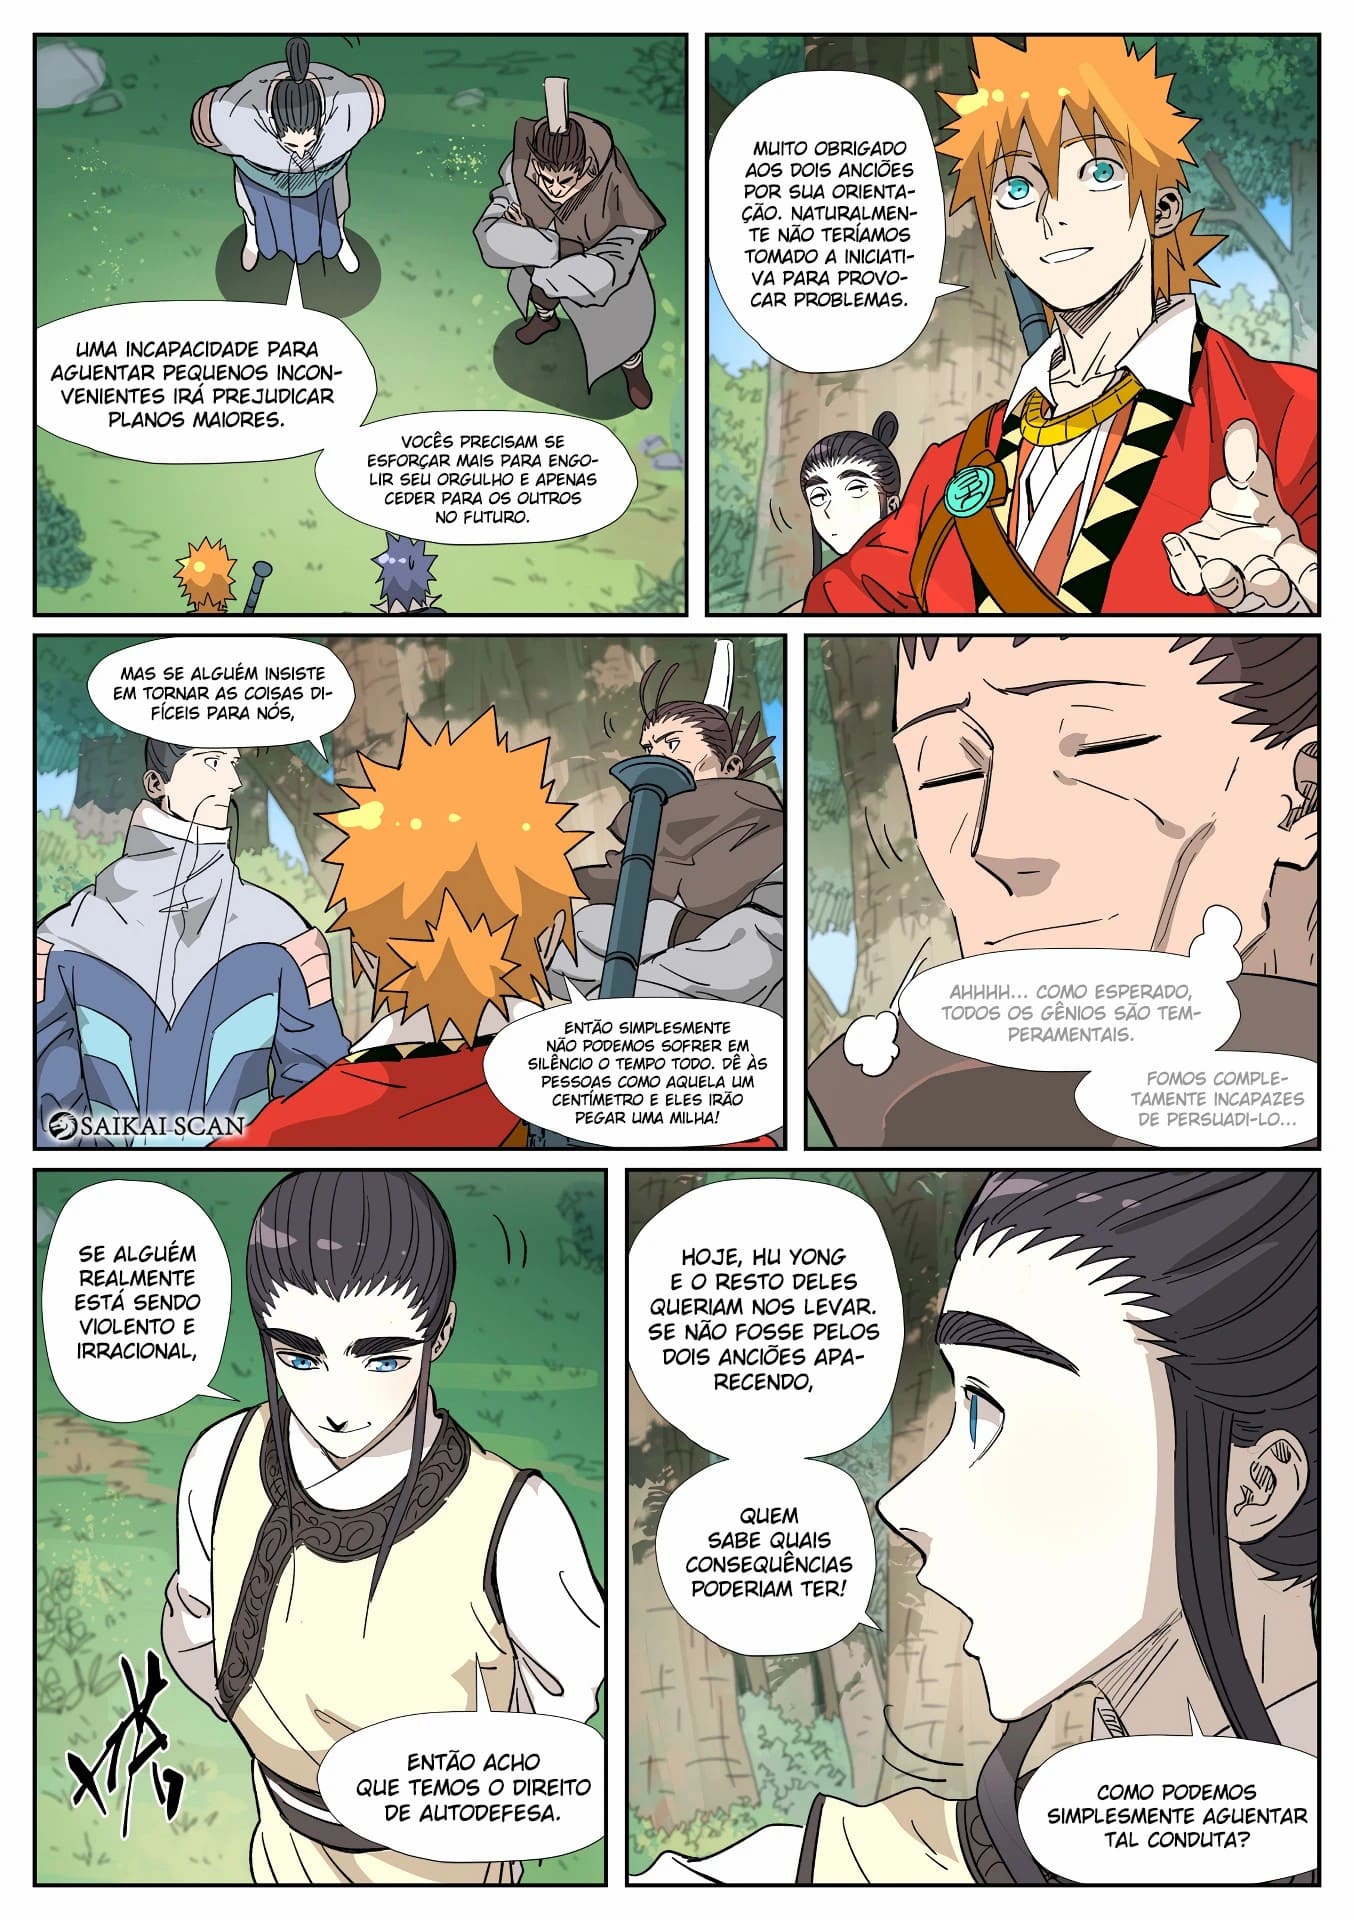 UMA INCAPACIDADE PARA
AGUENTAR PEQUENOS INCON-
VENIENTES IRÁ PREJUDICAR
PLANOS MAIORES.
VOCÊS PRECISAM SE
ESFORÇAR MAIS PARA ENGO-
LIR SEU ORGULHO E APENAS
CEDER PARA OS OUTROS
NO FUTURO.
MUITO OBRIGADO
AOS DOIS ANCIÕES
POR SUA ORIENTA-
ÇÃO. NATURALMEN-
TE NÃO TERÍAMOS
TOMADO A INICIATI-
VA PARA PROVO-
CAR PROBLEMAS.
MAS SE ALGUÉM INSISTE
EM TORNAR AS COISAS DI-
FÍCEIS PARA NÓS,
ENTÃO SIMPLESMENTE
NÃO PODEMOS SOFRER EM
SILÊNCIO O TEMPO TODO. DÊ ÀS
PESSOAS COMO AQUELA UM
CENTÍMETRO E ELES IRÃO
PEGAR UMA MILHA!
SAIKAI SCAN
AHHHH... COMO ESPERADO,
TODOS OS GÊNIOS SÃO TEM-
PERAMENTAIS.
FOMOS COMPLE-
TAMENTE INCAPAZES
DE PERSUADI-LO...
SE ALGUÉM
REALMENTE
ESTÁ SENDO
VIOLENTO E
IRRACIONAL,
ENTÃO ACHO
QUE TEMOS O DIREITO
DE AUTODEFESA.
HOJE, HU YONG
E O RESTO DELES
QUERIAM NOS LEVAR.
SE NÃO FOSSE PELOS
DOIS ANCIÕES APA-
RECENDO,
QUEM
SABE QUAIS
CONSEQUÊNCIAS
PODERIAM TER!
COMO PODEMOS
SIMPLESMENTE AGUENTAR
TAL CONDUTA?